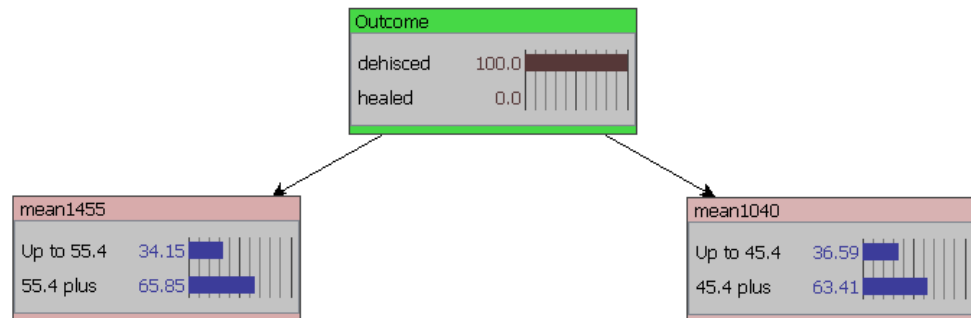 Outcome
dehisced 100.0
healed 0.0
mean1455
Up to 55.4 34.15
55.4 plus 65.85
mean1040
Up to 45.4 36.59
45.4 plus 63.41